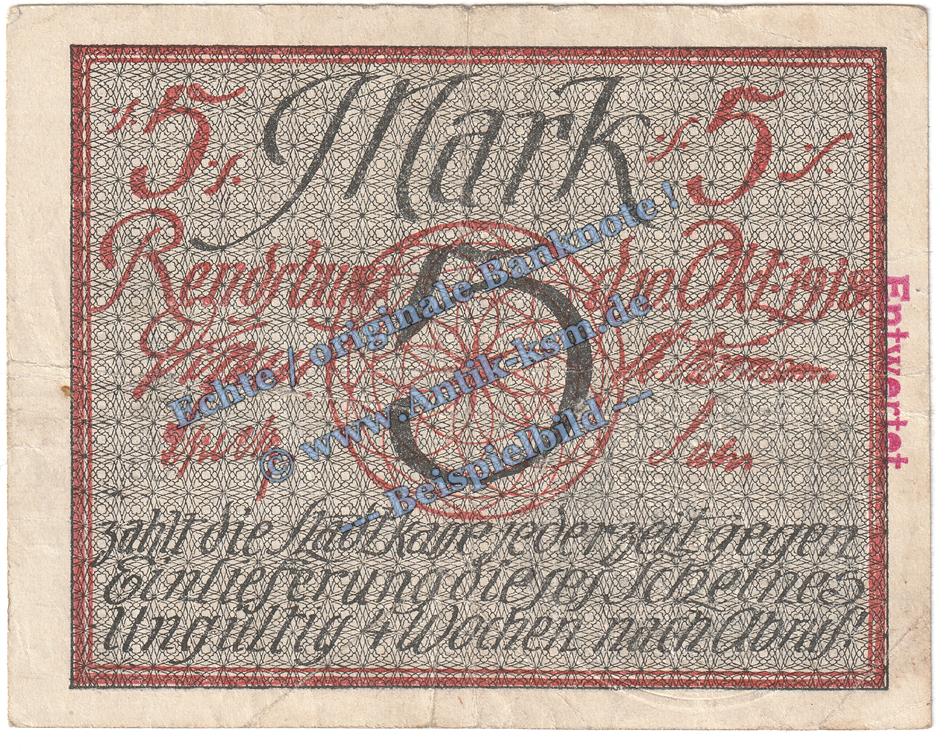 5 Mark 5
Rendsburg, den Okt. 1918
zahlt die Stadtkasse jederzeit gegen
Einlieferung dieses Scheines
Ungültig 4 Wochen nach Abruf!
Entwertet
Echte / originale Banknote !
© www.Antik-ksm.de
--- Beispielbild ---
5